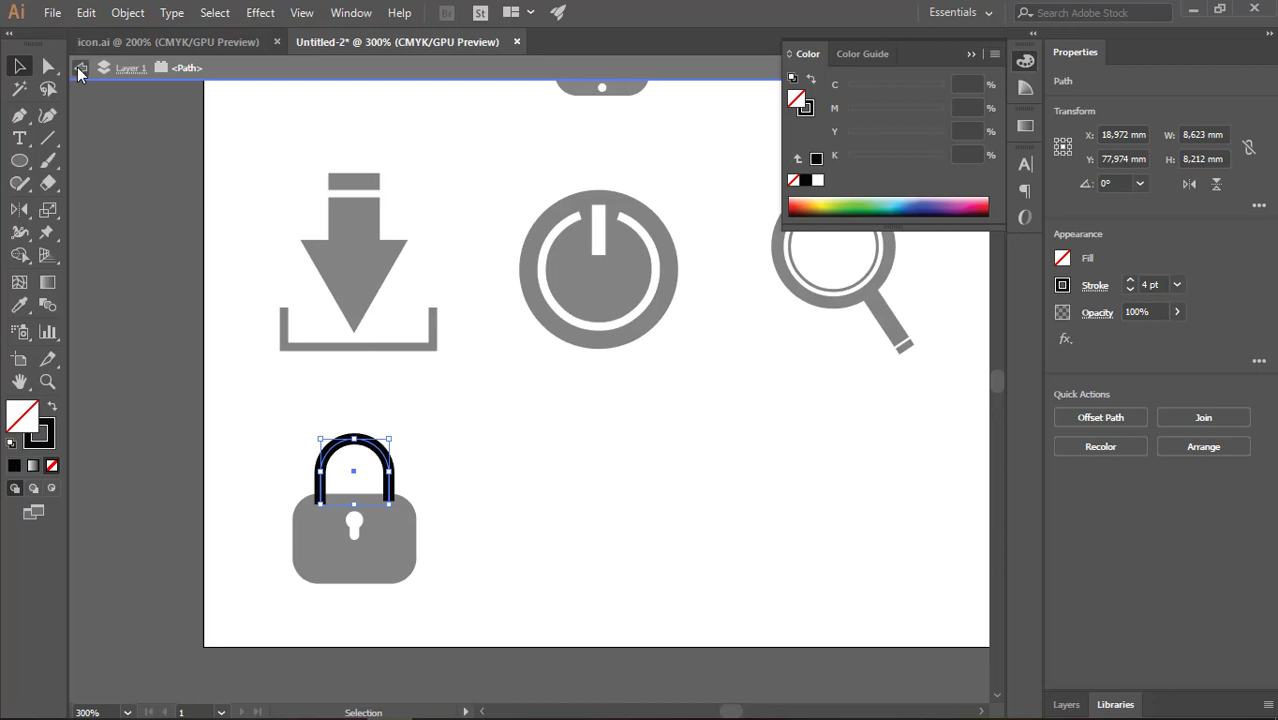 Ai File Edit Object Type Select Effect View Window Help Br St Essentials Search Adobe Stock
icon.ai @ 200% (CMYK/GPU Preview) × Untitled-2* @ 300% (CMYK/GPU Preview) ×
Layer 1 <Path>
Color Color Guide
C %
M %
Y %
K %
Properties
Path
Transform
X: 18,972 mm W: 8,623 mm
Y: 77,974 mm H: 8,212 mm
0°
Appearance
Fill
Stroke 4 pt
Opacity 100%
fx.
Quick Actions
Offset Path Join
Recolor Arrange
Layers Libraries
300% 1 Selection